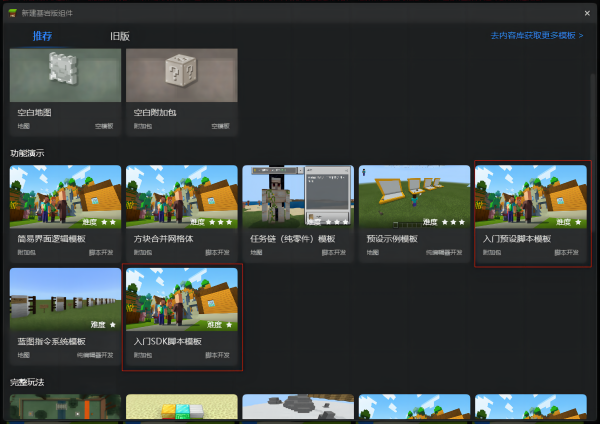 新建基岩版组件
推荐 旧版 去内容库获取更多模板 >
空白地图 空白附加包
地图 空模板 附加包 空模板
功能演示
难度 难度 难度 难度 难度
简易界面逻辑模板 方块合并网格体 任务链（纯零件）模板 预设示例模板 入门预设脚本模板
附加包 脚本开发 附加包 脚本开发 地图 脚本开发 地图 纯编辑器开发 附加包 脚本开发
难度 难度
蓝图指令系统模板 入门SDK脚本模板
地图 纯编辑器开发 附加包 脚本开发
完整玩法